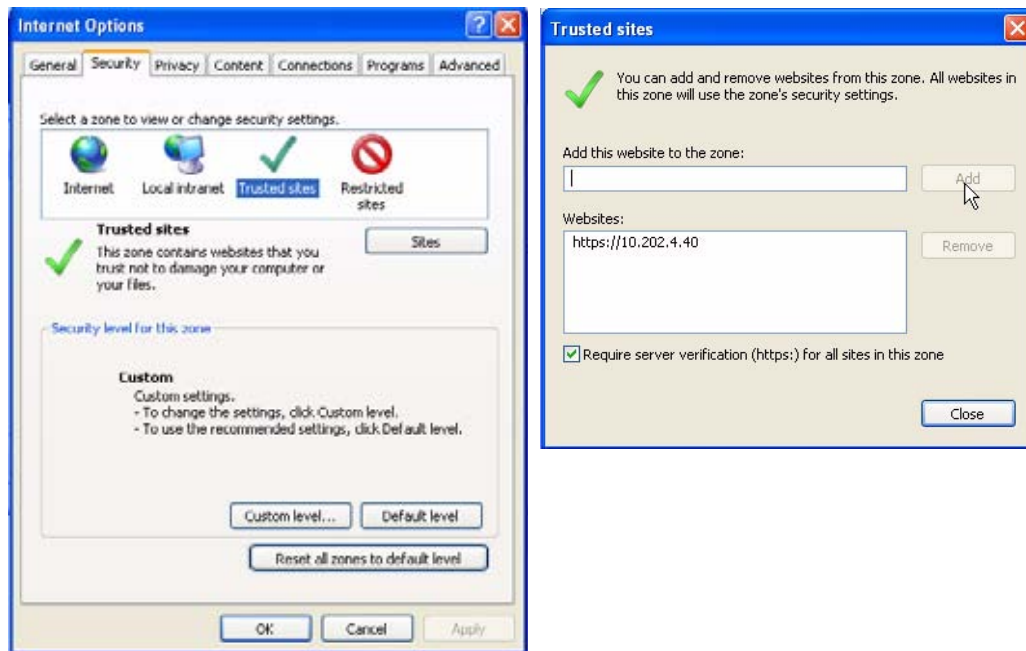 Internet Options
General Security Privacy Content Connections Programs Advanced
Select a zone to view or change security settings.
Internet Local intranet Trusted sites Restricted
sites
Trusted sites
Sites
This zone contains websites that you
trust not to damage your computer or
your files.
Security level for this zone
Custom
Custom settings.
- To change the settings, click Custom level.
- To use the recommended settings, click Default level.
Custom level... Default level
Reset all zones to default level
OK Cancel Apply
Trusted sites
You can add and remove websites from this zone. All websites in
this zone will use the zone's security settings.
Add this website to the zone:
Add
Websites:
https://10.202.4.40
Remove
Require server verification (https:) for all sites in this zone
Close